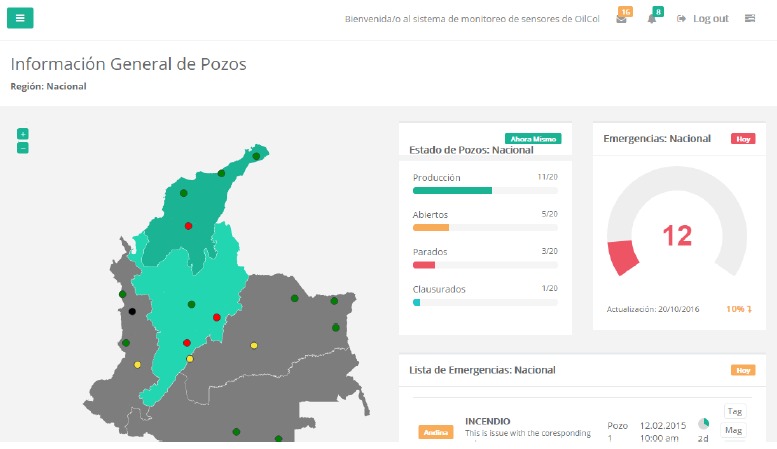 Bienvenida/o al sistema de monitoreo de sensores de OilCol
16
8
Log out
Información General de Pozos
Región: Nacional
+
−
Ahora Mismo
Estado de Pozos: Nacional
Producción 11/20
Abiertos 5/20
Parados 3/20
Clausurados 1/20
Emergencias: Nacional Hoy
12
Actualización: 20/10/2016 10%
Lista de Emergencias: Nacional Hoy
Andina
INCENDIO
This is issue with the coresponding
Pozo
1
12.02.2015
10:00 am
2d
Tag
Mag